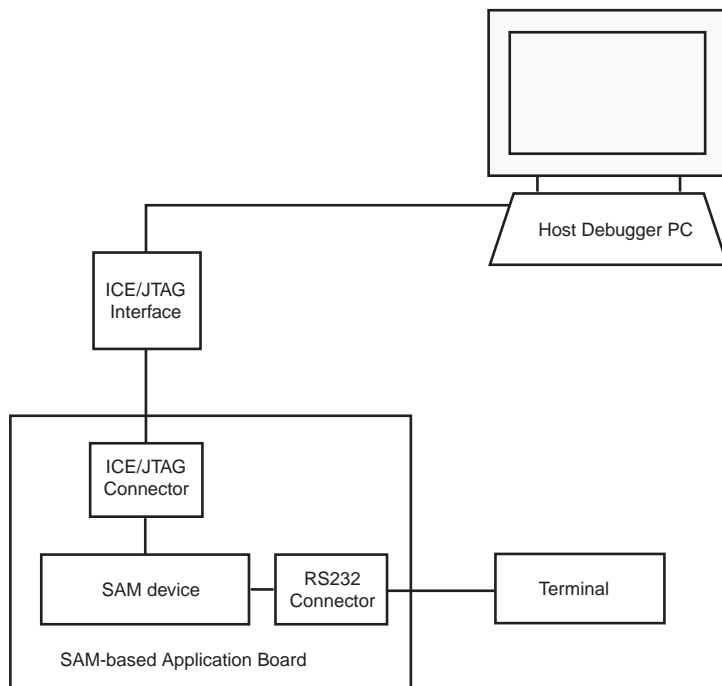 Host Debugger PC
ICE/JTAG
Interface
ICE/JTAG
Connector
SAM device
RS232
Connector
Terminal
SAM-based Application Board